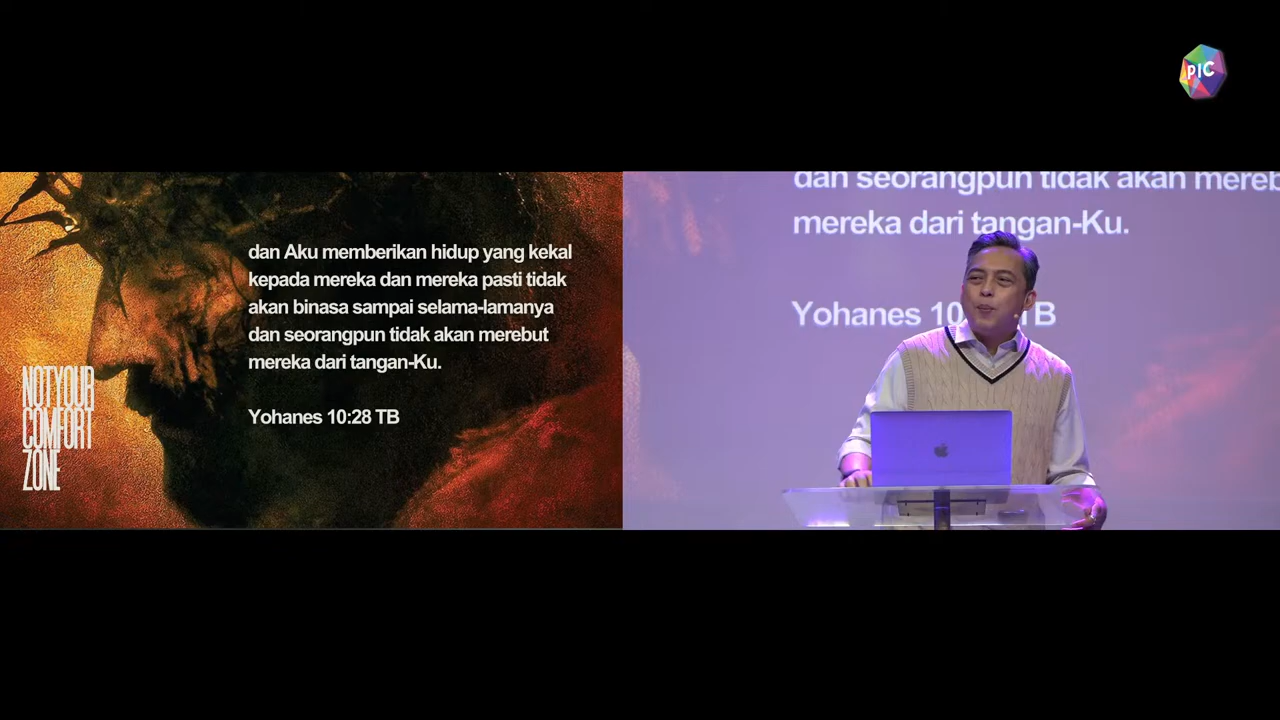 PIC
dan Aku memberikan hidup yang kekal
kepada mereka dan mereka pasti tidak
akan binasa sampai selama-lamanya
dan seorangpun tidak akan merebut
mereka dari tangan-Ku.
Yohanes 10:28 TB
NOT YOUR
COMFORT
ZONE
dan seorangpun tidak akan mereb
mereka dari tangan-Ku.
Yohanes 10 TB